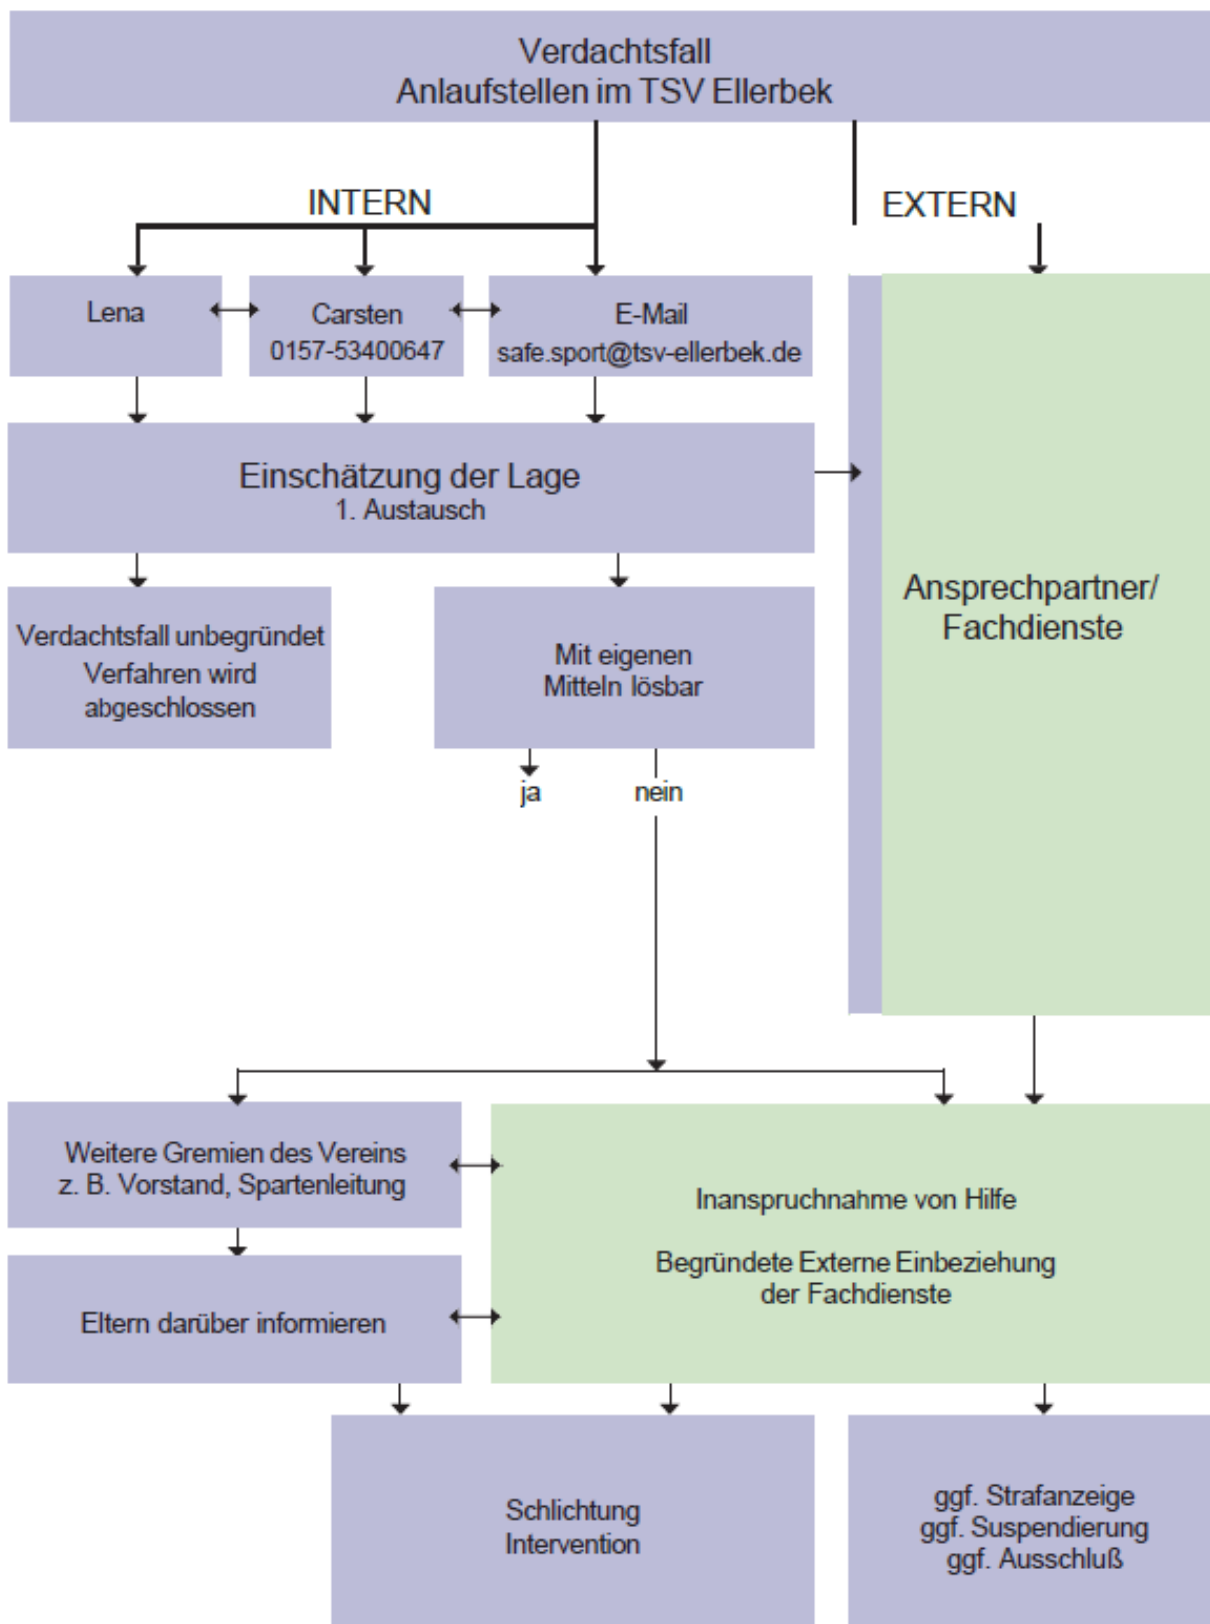 Verdachtsfall
Anlaufstellen im TSV Ellerbek
INTERN
EXTERN
Lena
Carsten
0157-53400647
E-Mail
safe.sport@tsv-ellerbek.de
Einschätzung der Lage
1. Austausch
Ansprechpartner/
Fachdienste
Verdachtsfall unbegründet
Verfahren wird
abgeschlossen
Mit eigenen
Mitteln lösbar
ja
nein
Weitere Gremien des Vereins
z. B. Vorstand, Spartenleitung
Inanspruchnahme von Hilfe
Begründete Externe Einbeziehung
der Fachdienste
Eltern darüber informieren
Schlichtung
Intervention
ggf. Strafanzeige
ggf. Suspendierung
ggf. Ausschluß